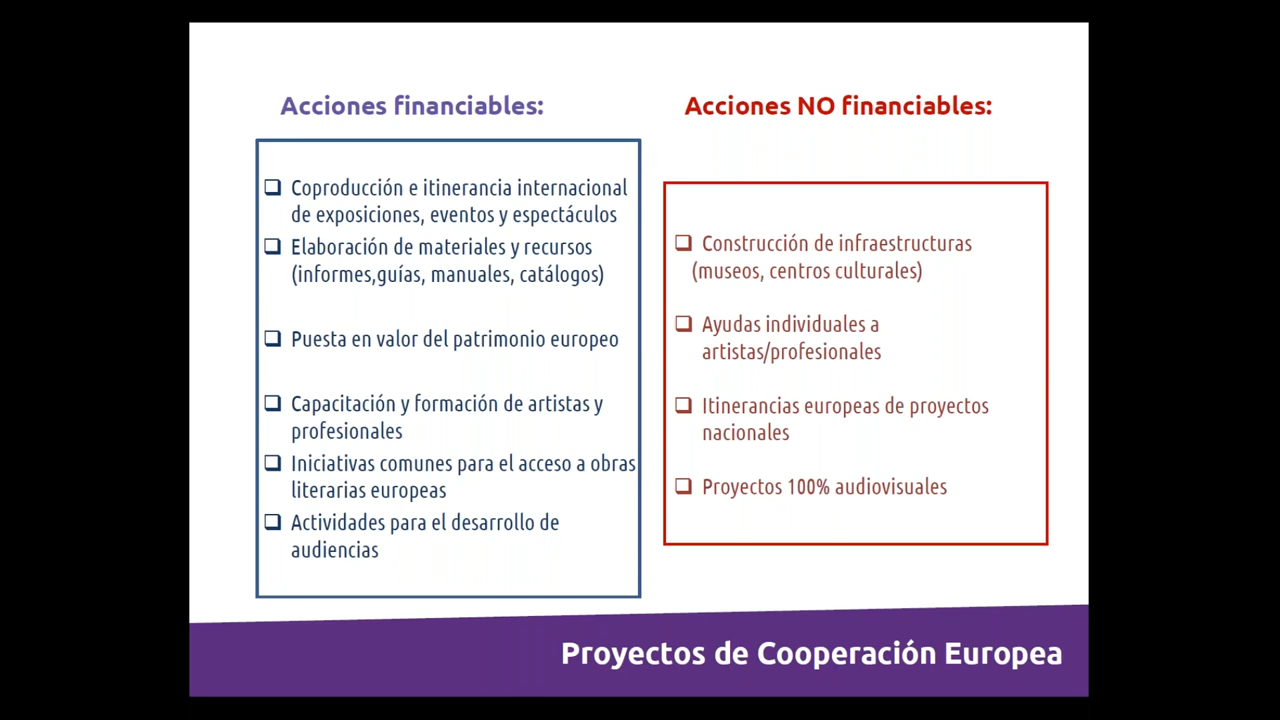 Acciones financiables:
Coproducción e itinerancia internacional
de exposiciones, eventos y espectáculos
Elaboración de materiales y recursos
(informes,guías, manuales, catálogos)
Puesta en valor del patrimonio europeo
Capacitación y formación de artistas y
profesionales
Iniciativas comunes para el acceso a obras
literarias europeas
Actividades para el desarrollo de
audiencias
Acciones NO financiables:
Construcción de infraestructuras
(museos, centros culturales)
Ayudas individuales a
artistas/profesionales
Itinerancias europeas de proyectos
nacionales
Proyectos 100% audiovisuales
Proyectos de Cooperación Europea